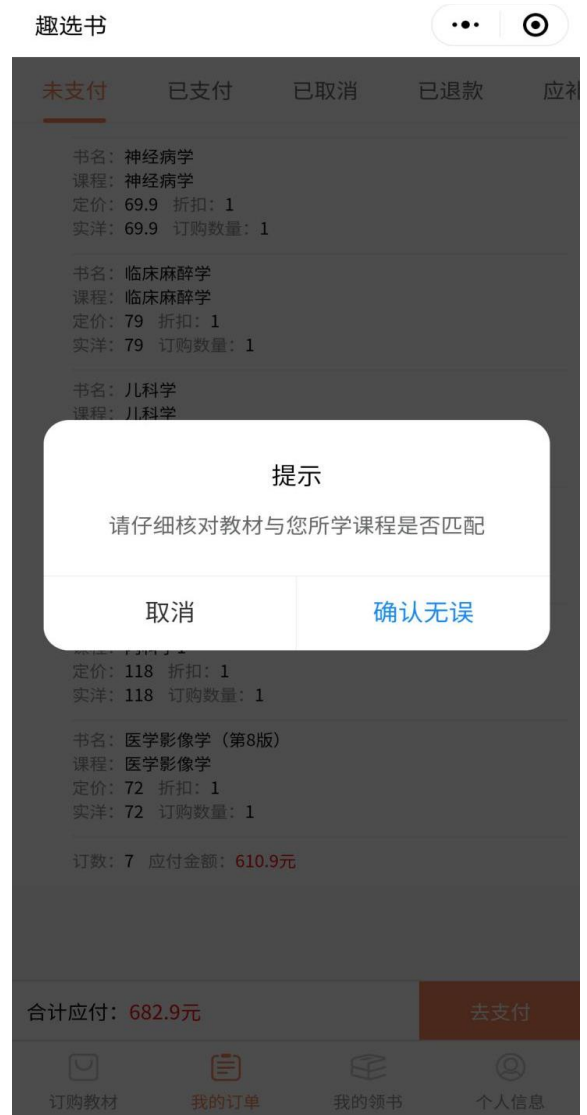 趣选书
未支付 已支付 已取消 已退款 应补
书名：神经病学
课程：神经病学
定价：69.9 折扣：1
实洋：69.9 订购数量：1
书名：临床麻醉学
课程：临床麻醉学
定价：79 折扣：1
实洋：79 订购数量：1
书名：儿科学
课程：儿科学
提示
请仔细核对教材与您所学课程是否匹配
取消 确认无误
定价：118 折扣：1
实洋：118 订购数量：1
书名：医学影像学（第8版）
课程：医学影像学
定价：72 折扣：1
实洋：72 订购数量：1
订数：7 应付金额：610.9元
合计应付：682.9元 去支付
订购教材 我的订单 我的领书 个人信息